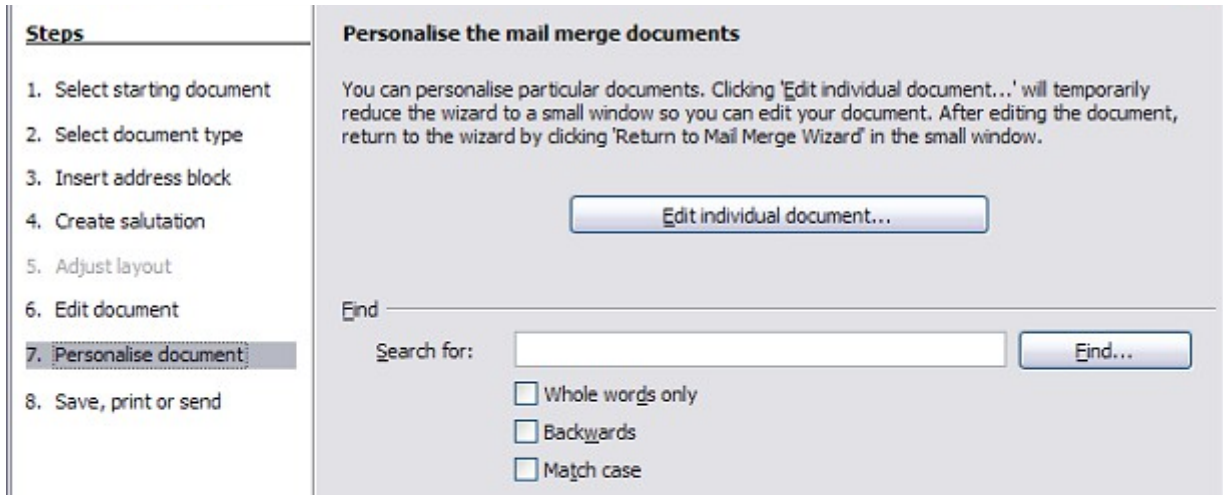 Steps
1. Select starting document
2. Select document type
3. Insert address block
4. Create salutation
5. Adjust layout
6. Edit document
7. Personalise document
8. Save, print or send
Personalise the mail merge documents
You can personalise particular documents. Clicking 'Edit individual document...' will temporarily
reduce the wizard to a small window so you can edit your document. After editing the document,
return to the wizard by clicking 'Return to Mail Merge Wizard' in the small window.
Edit individual document...
Find
Search for:
Find...
Whole words only
Backwards
Match case